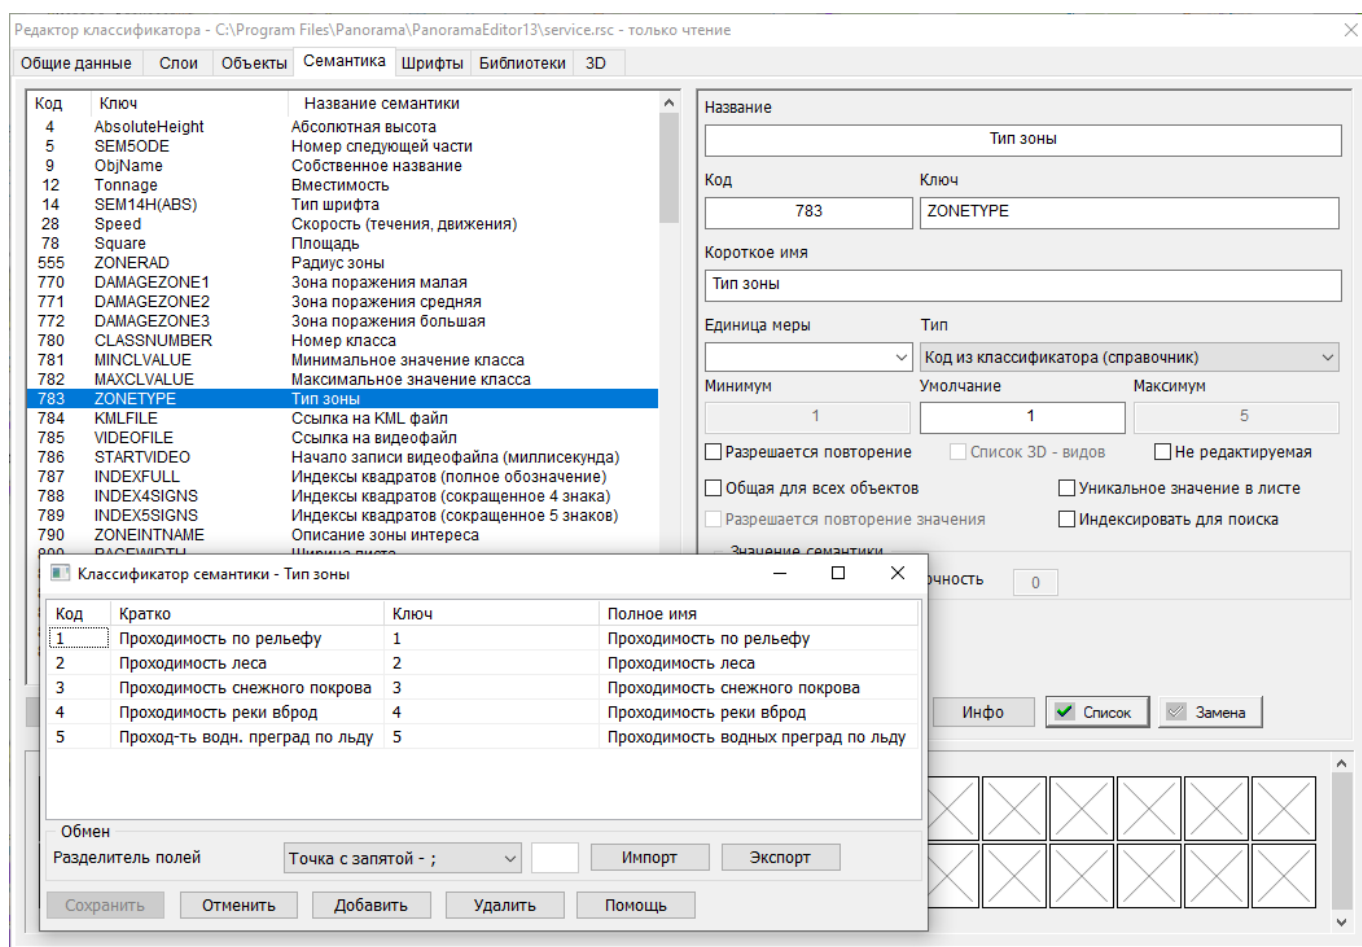 Редактор классификатора - C:\Program Files\Panorama\PanoramaEditor13\service.rsc - только чтение
Общие данные Слои Объекты Семантика Шрифты Библиотеки 3D
Код Ключ Название семантики
4 AbsoluteHeight Абсолютная высота
5 SEM5ODE Номер следующей части
9 ObjName Собственное название
12 Tonnage Вместимость
14 SEM14H(ABS) Тип шрифта
28 Speed Скорость (течения, движения)
78 Square Площадь
555 ZONERAD Радиус зоны
770 DAMAGEZONE1 Зона поражения малая
771 DAMAGEZONE2 Зона поражения средняя
772 DAMAGEZONE3 Зона поражения большая
780 CLASSNUMBER Номер класса
781 MINCLVALUE Минимальное значение класса
782 MAXCLVALUE Максимальное значение класса
783 ZONETYPE Тип зоны
784 KMLFILE Ссылка на KML файл
785 VIDEOFILE Ссылка на видеофайл
786 STARTVIDEO Начало записи видеофайла (миллисекунда)
787 INDEXFULL Индексы квадратов (полное обозначение)
788 INDEX4SIGNS Индексы квадратов (сокращенное 4 знака)
789 INDEX5SIGNS Индексы квадратов (сокращенное 5 знаков)
790 ZONEINTNAME Описание зоны интереса
800 PAGEWIDTH Ширина листа
Название
Тип зоны
Код Ключ
783 ZONETYPE
Короткое имя
Тип зоны
Единица меры Тип
Код из классификатора (справочник)
Минимум Умолчание Максимум
1 1 5
Разрешается повторение Список 3D - видов Не редактируемая
Общая для всех объектов Уникальное значение в листе
Разрешается повторение значения Индексировать для поиска
Значение семантики
0
Инфо Список Замена
Классификатор семантики - Тип зоны
Код Кратко Ключ Полное имя
1 Проходимость по рельефу 1 Проходимость по рельефу
2 Проходимость леса 2 Проходимость леса
3 Проходимость снежного покрова 3 Проходимость снежного покрова
4 Проходимость реки вброд 4 Проходимость реки вброд
5 Проход-ть водн. преград по льду 5 Проходимость водных преград по льду
Обмен
Разделитель полей Точка с запятой - ; Импорт Экспорт
Сохранить Отменить Добавить Удалить Помощь